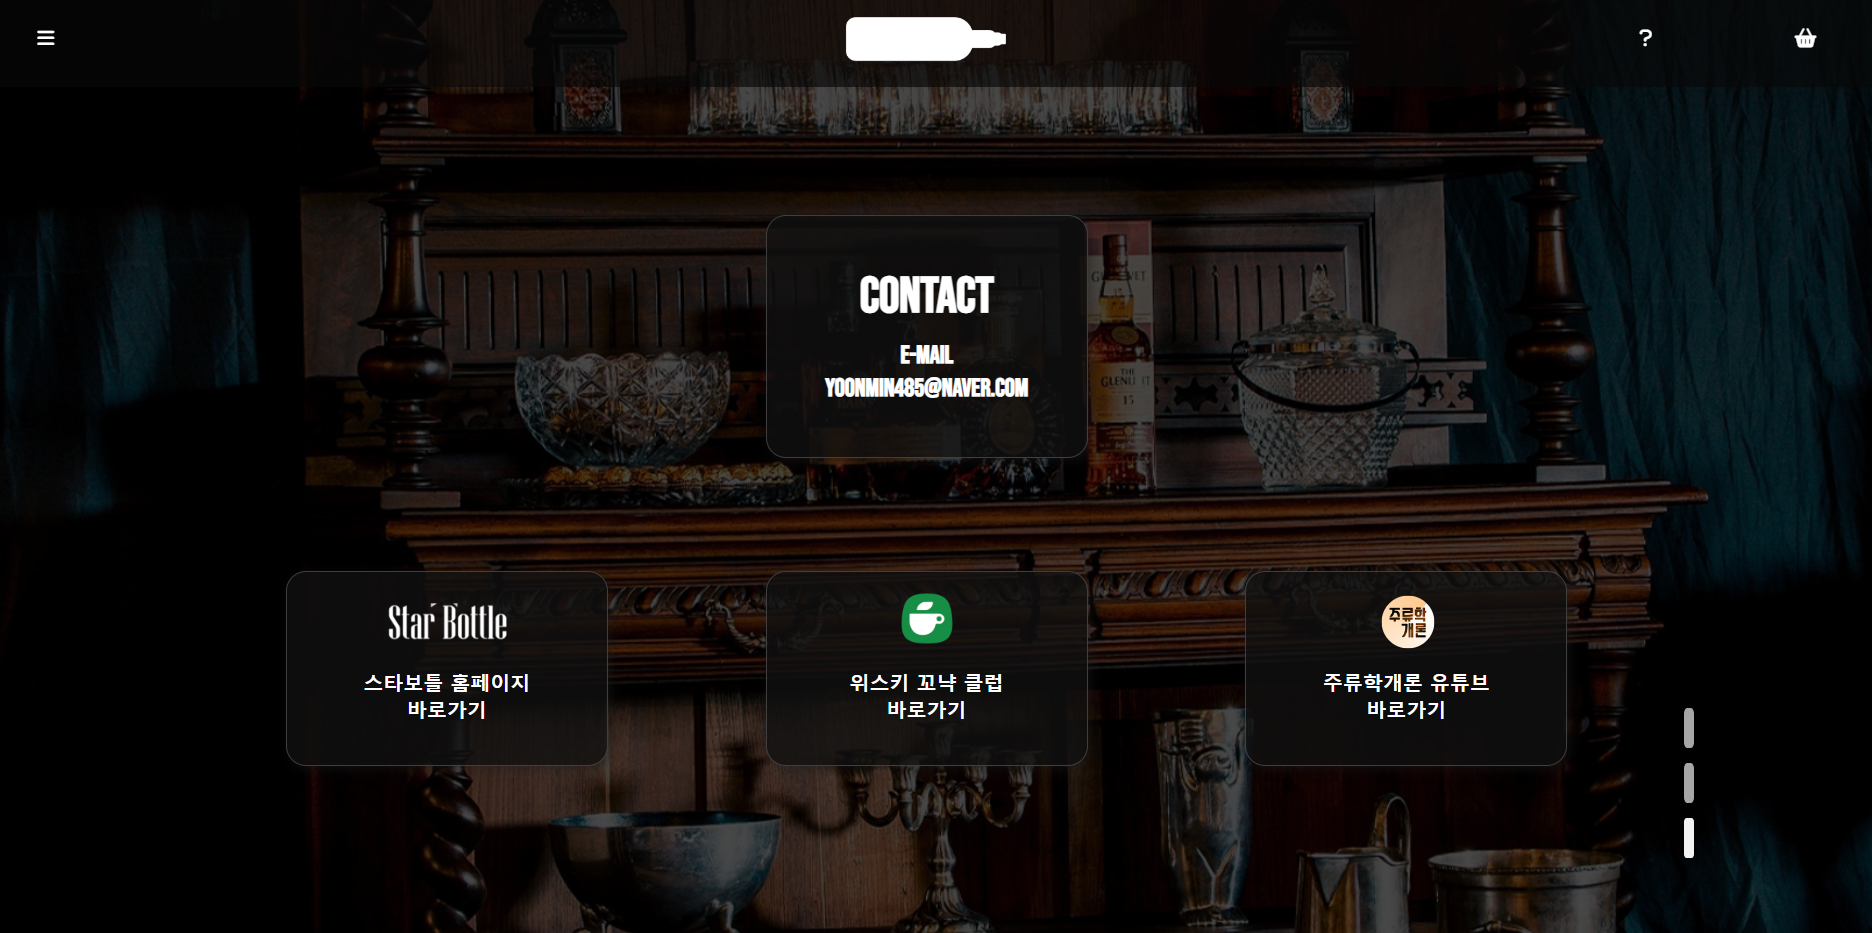 ?
CONTACT
E-MAIL
YOONMIN485@NAVER.COM
THE
15
Star Bottle
스타보틀 홈페이지
바로가기
위스키 꼬냑 클럽
바로가기
주류학
개론
주류학개론 유튜브
바로가기